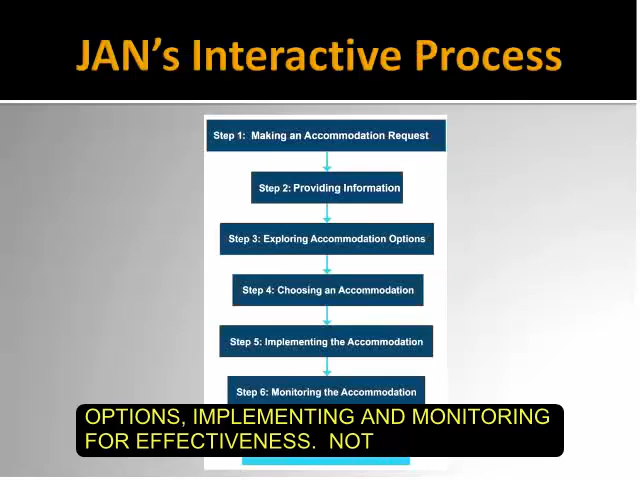 JAN's Interactive Process
Step 1: Making an Accommodation Request
Step 2: Providing Information
Step 3: Exploring Accommodation Options
Step 4: Choosing an Accommodation
Step 5: Implementing the Accommodation
Step 6: Monitoring the Accommodation
OPTIONS, IMPLEMENTING AND MONITORING
FOR EFFECTIVENESS. NOT